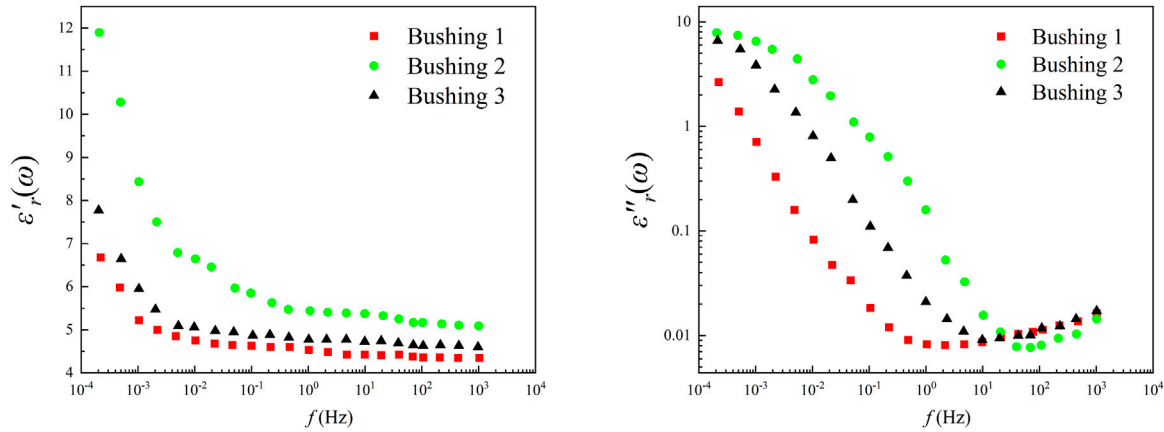 12
11
10
9
8
7
6
5
4
ε'r(ω)
Bushing 1
Bushing 2
Bushing 3
10⁻⁴ 10⁻³ 10⁻² 10⁻¹ 10⁰ 10¹ 10² 10³ 10⁴
f (Hz)
10
1
0.1
0.01
ε''r(ω)
Bushing 1
Bushing 2
Bushing 3
10⁻⁴ 10⁻³ 10⁻² 10⁻¹ 10⁰ 10¹ 10² 10³ 10⁴
f (Hz)